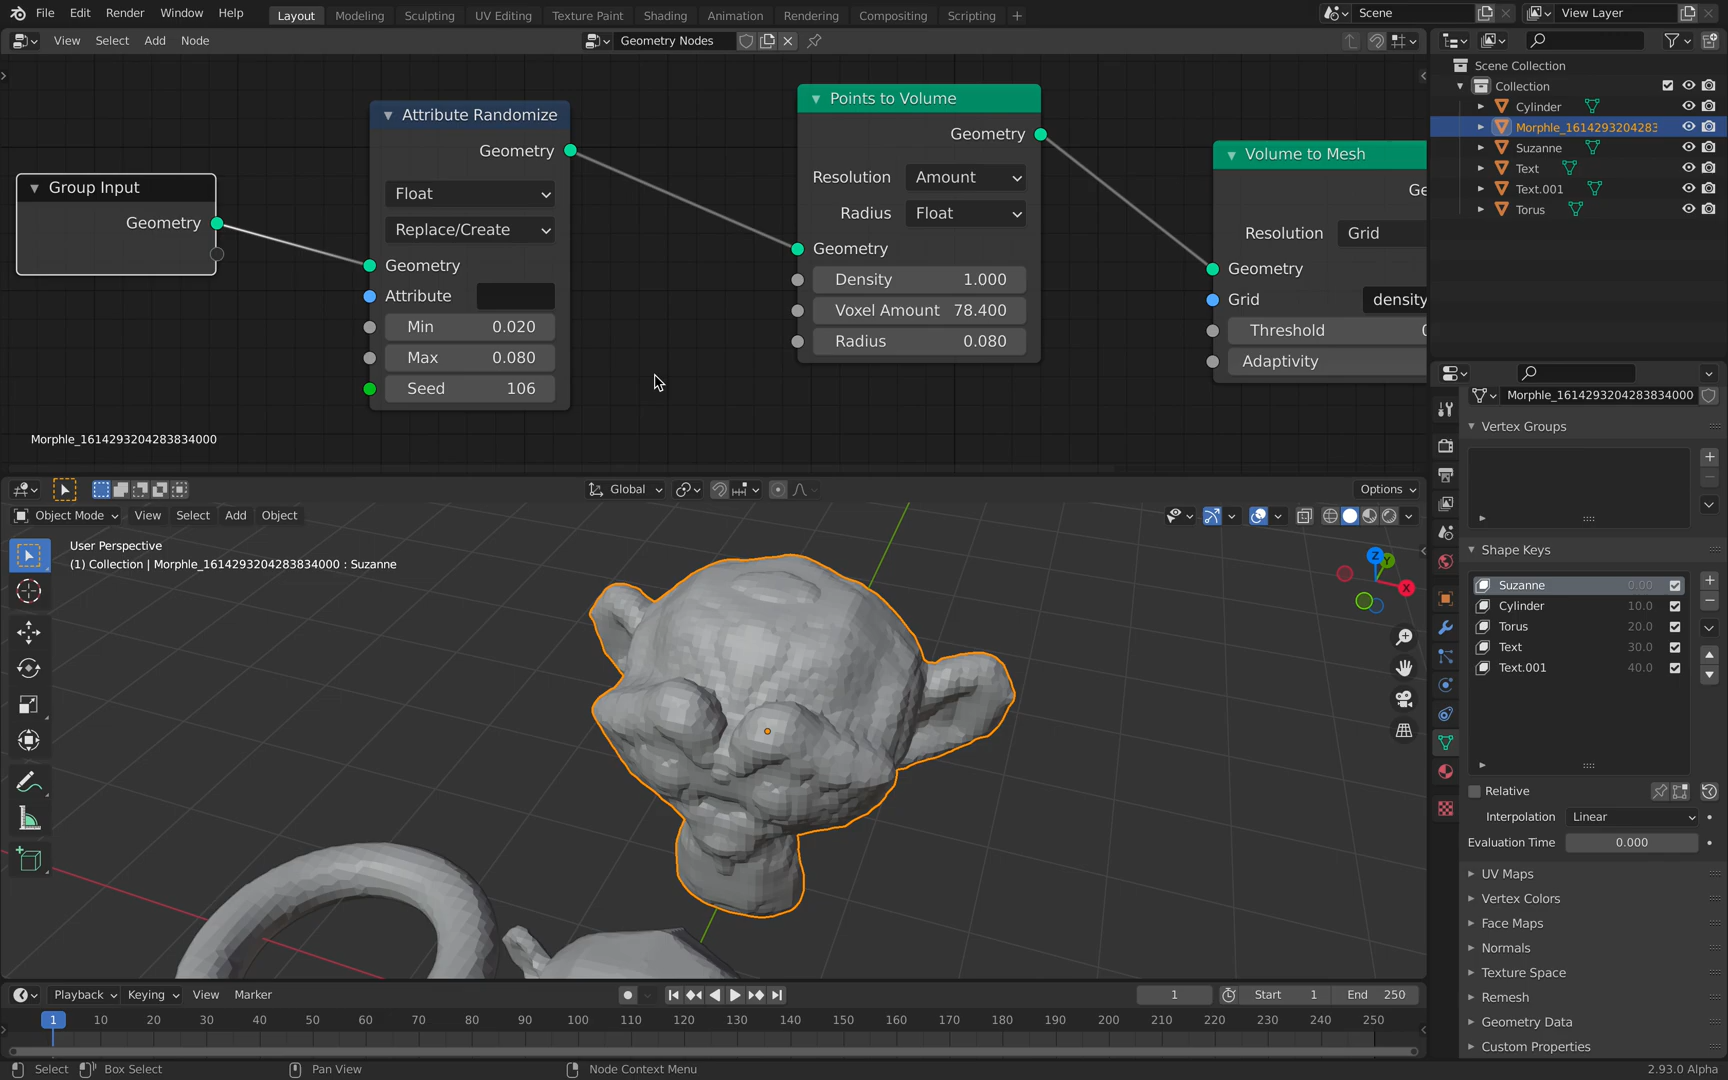 File Edit Render Window Help Layout Modeling Sculpting UV Editing Texture Paint Shading Animation Rendering Compositing Scripting + Scene View Layer
View Select Add Node Geometry Nodes
Scene Collection
Collection
Cylinder
Morphle_1614293204283
Suzanne
Text
Text.001
Torus
Group Input
Geometry
Attribute Randomize
Geometry
Float
Replace/Create
Geometry
Attribute
Min 0.020
Max 0.080
Seed 106
Points to Volume
Geometry
Resolution Amount
Radius Float
Geometry
Density 1.000
Voxel Amount 78.400
Radius 0.080
Volume to Mesh
Ge
Resolution Grid
Geometry
Grid density
Threshold 0
Adaptivity
Morphle_1614293204283834000
Global Options
Object Mode View Select Add Object
User Perspective
(1) Collection | Morphle_1614293204283834000 : Suzanne
Z
Y
X
Morphle_1614293204283834000
Vertex Groups
Shape Keys
Suzanne 0.00
Cylinder 10.0
Torus 20.0
Text 30.0
Text.001 40.0
Relative
Interpolation Linear
Evaluation Time 0.000
UV Maps
Vertex Colors
Face Maps
Normals
Texture Space
Remesh
Geometry Data
Custom Properties
Playback Keying View Marker 1 Start 1 End 250
1 10 20 30 40 50 60 70 80 90 100 110 120 130 140 150 160 170 180 190 200 210 220 230 240 250
Select Box Select Pan View Node Context Menu 2.93.0 Alpha